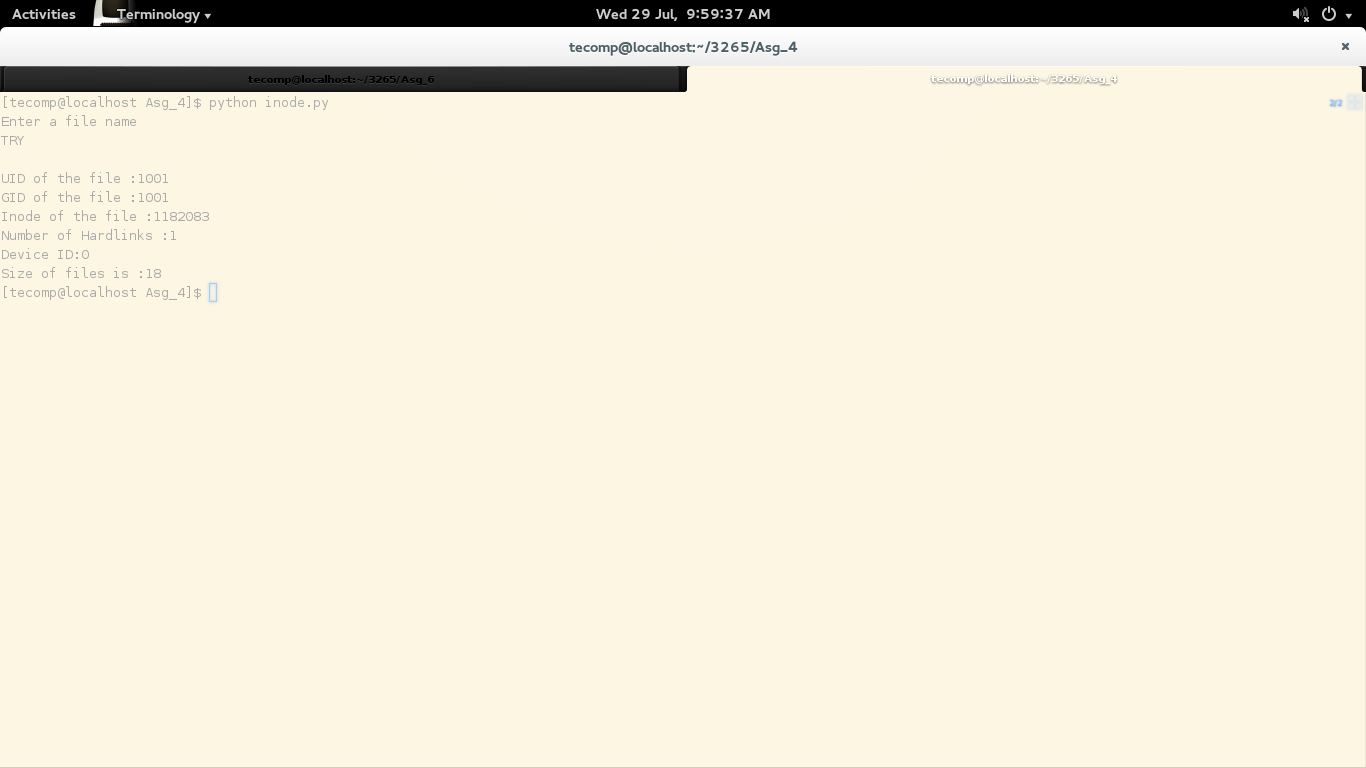 Activities
Terminology
Wed 29 Jul, 9:59:37 AM
tecomp@localhost:~/3265/Asg_4
tecomp@localhost:~/3265/Asg_6
tecomp@localhost:~/3265/Asg_4
[tecomp@localhost Asg_4]$ python inode.py
2/2
Enter a file name
TRY
UID of the file :1001
GID of the file :1001
Inode of the file :1182083
Number of Hardlinks :1
Device ID:0
Size of files is :18
[tecomp@localhost Asg_4]$